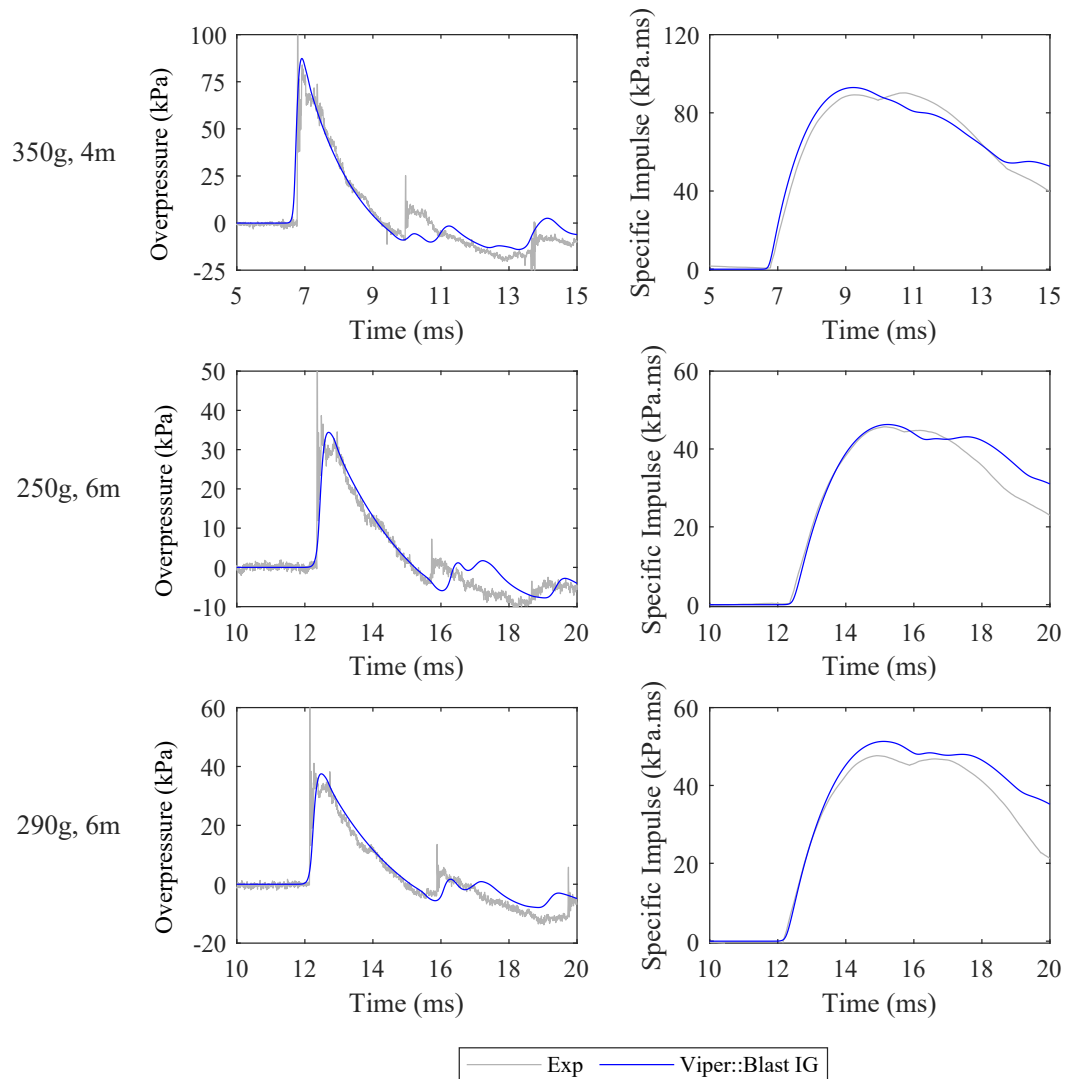 350g, 4m
Overpressure (kPa)
100
75
50
25
0
-25
5 7 9 11 13 15
Time (ms)
Specific Impulse (kPa.ms)
120
80
40
0
5 7 9 11 13 15
Time (ms)
250g, 6m
Overpressure (kPa)
50
40
30
20
10
0
-10
10 12 14 16 18 20
Time (ms)
Specific Impulse (kPa.ms)
60
40
20
0
10 12 14 16 18 20
Time (ms)
290g, 6m
Overpressure (kPa)
60
40
20
0
-20
10 12 14 16 18 20
Time (ms)
Specific Impulse (kPa.ms)
60
40
20
0
10 12 14 16 18 20
Time (ms)
Exp Viper::Blast IG